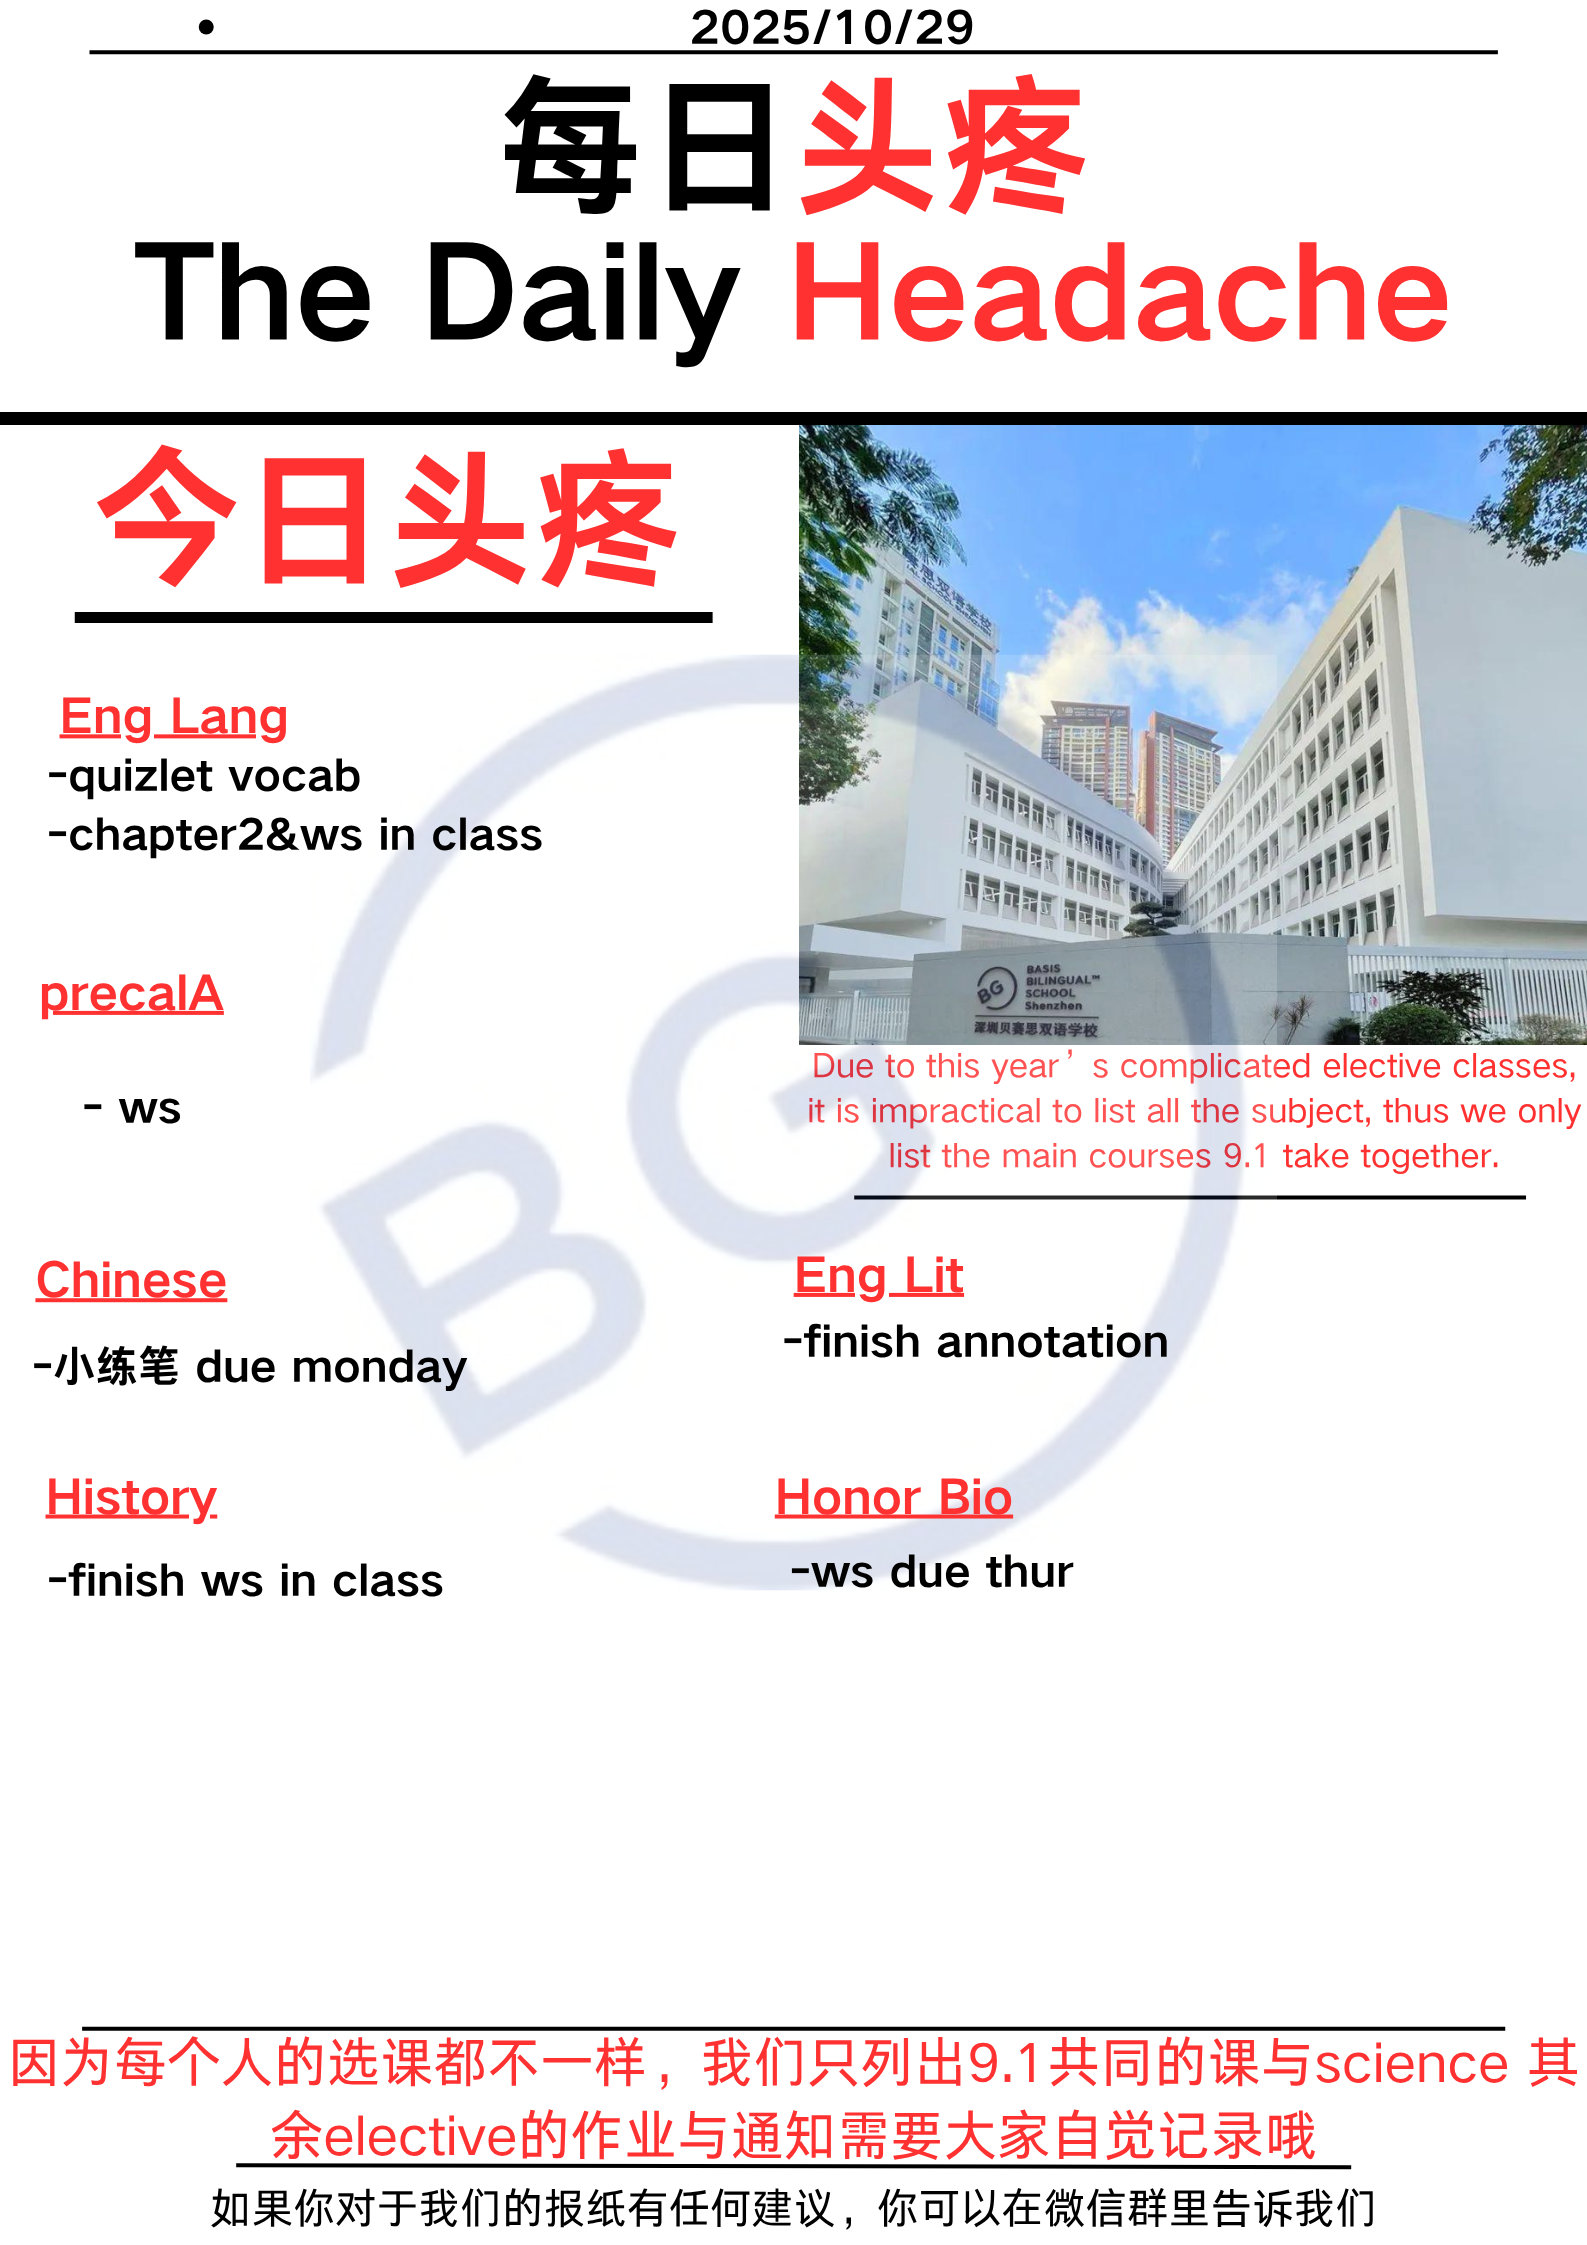 •
2025/10/29
每日头疼
The Daily Headache
今日头疼
Eng Lang
-quizlet vocab
-chapter2&ws in class
precalA
- ws
Chinese
-小练笔 due monday
History
-finish ws in class
BASIS
BILINGUAL™
SCHOOL
Shenzhen
BG
深圳贝赛思双语学校
Due to this year’s complicated elective classes,
it is impractical to list all the subject, thus we only
list the main courses 9.1 take together.
Eng Lit
-finish annotation
Honor Bio
-ws due thur
BG
因为每个人的选课都不一样，我们只列出9.1共同的课与science 其
余elective的作业与通知需要大家自觉记录哦
如果你对于我们的报纸有任何建议，你可以在微信群里告诉我们